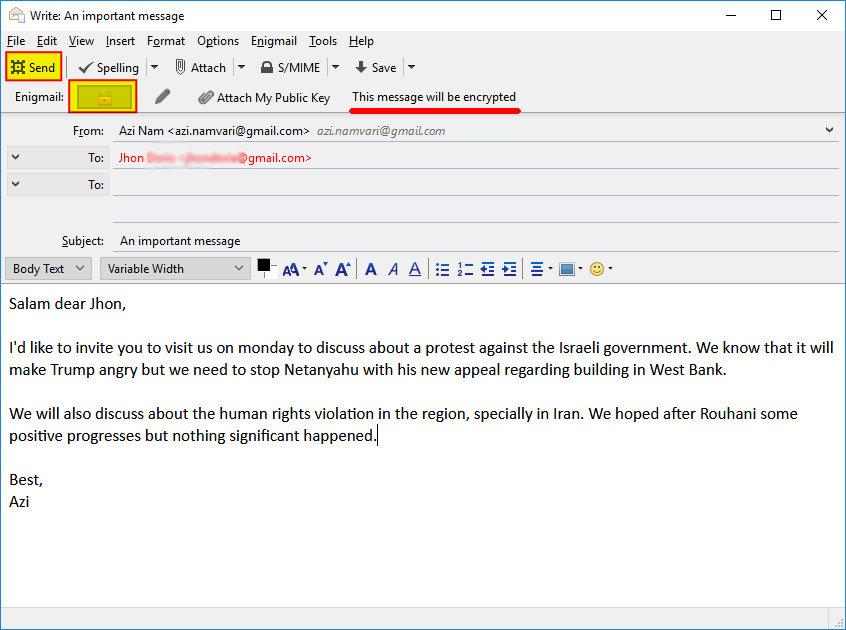 Write: An important message
File Edit View Insert Format Options Enigmail Tools Help
Send Spelling Attach S/MIME Save
Enigmail: Attach My Public Key This message will be encrypted
From: Azi Nam <azi.namvari@gmail.com> azi.namvari@gmail.com
To: Jhon @gmail.com>
To:
Subject: An important message
Body Text Variable Width
Salam dear Jhon,
I'd like to invite you to visit us on monday to discuss about a protest against the Israeli government. We know that it will
make Trump angry but we need to stop Netanyahu with his new appeal regarding building in West Bank.
We will also discuss about the human rights violation in the region, specially in Iran. We hoped after Rouhani some
positive progresses but nothing significant happened.
Best,
Azi